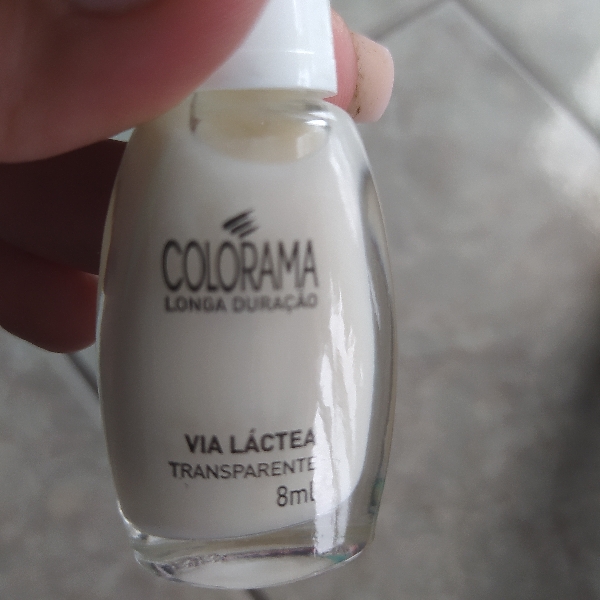 COLORAMA
LONGA DURAÇÃO
VIA LÁCTEA
TRANSPARENTE
8ml